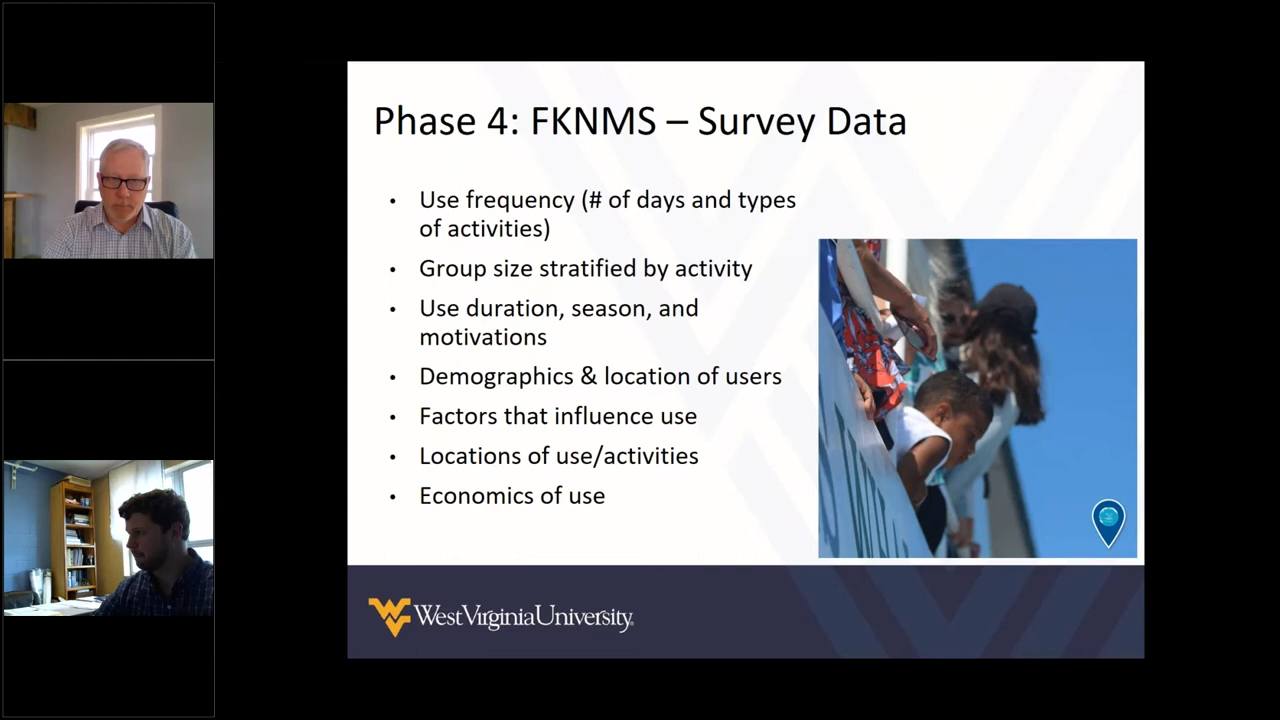 Phase 4: FKNMS – Survey Data
• Use frequency (# of days and types
of activities)
• Group size stratified by activity
• Use duration, season, and
motivations
• Demographics & location of users
• Factors that influence use
• Locations of use/activities
• Economics of use
WestVirginiaUniversity®